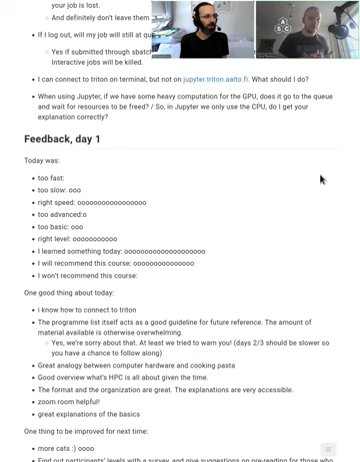 your job is lost.
And definitely don't leave them
If I log out, will my job will still at qu
Yes if submitted through sbatch
Interactive jobs will be killed.
I can connect to triton on terminal, but not on jupyter.triton.aalto.fi. What should I do?
When using Jupyter, if we have some heavy computation for the GPU, does it go to the queue
and wait for resources to be freed? / So, in Jupyter we only use the CPU, do I get your
explanation correctly?
Feedback, day 1
Today was:
too fast:
too slow: ooo
right speed: ooooooooooooooooo
too advanced:o
too basic: ooo
right level: ooooooooooo
I learned something today: oooooooooooooooooooo
I will recommend this course: ooooooooooooooo
I won't recommend this course:
One good thing about today:
i know how to connect to triton
The programme list itself acts as a good guideline for future reference. The amount of
material available is otherwise overwhelming.
Yes, we're sorry about that. At least we tried to warn you! (days 2/3 should be slower so
you have a chance to follow along)
Great analogy between computer hardware and cooking pasta
Good overview what's HPC is all about given the time.
The format and the organization are great. The explanations are very accessible.
zoom room helpful!
great explanations of the basics
One thing to be improved for next time:
more cats :) oooo
Find out participants' levels with a survey, and give suggestions on pre-reading for those who